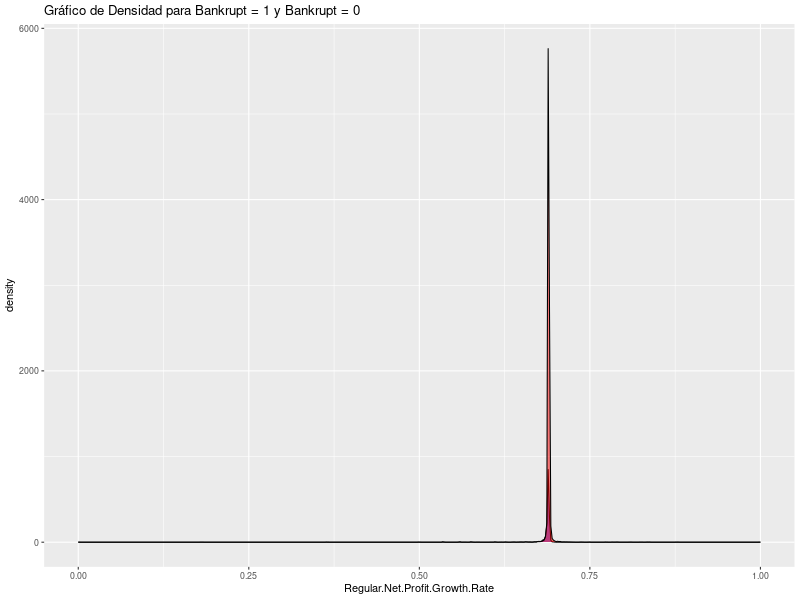 Gráfico de Densidad para Bankrupt = 1 y Bankrupt = 0
6000
4000
density
2000
0
0.00 0.25 0.50 0.75 1.00
Regular.Net.Profit.Growth.Rate